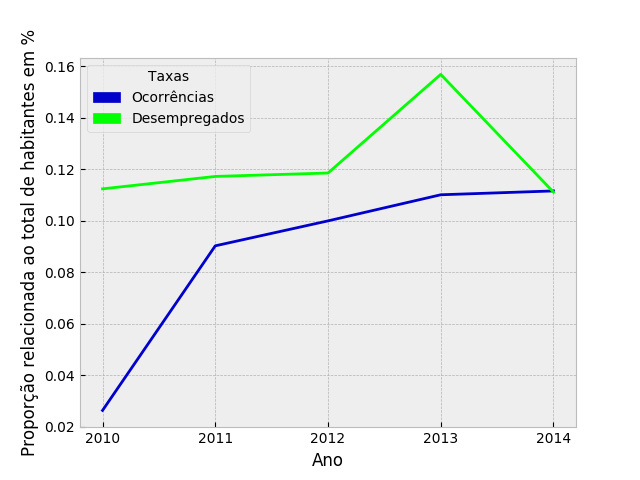 Proporção relacionada ao total de habitantes em %
0.16
0.14
0.12
0.10
0.08
0.06
0.04
0.02
Taxas
Ocorrências
Desempregados
2010 2011 2012 2013 2014
Ano